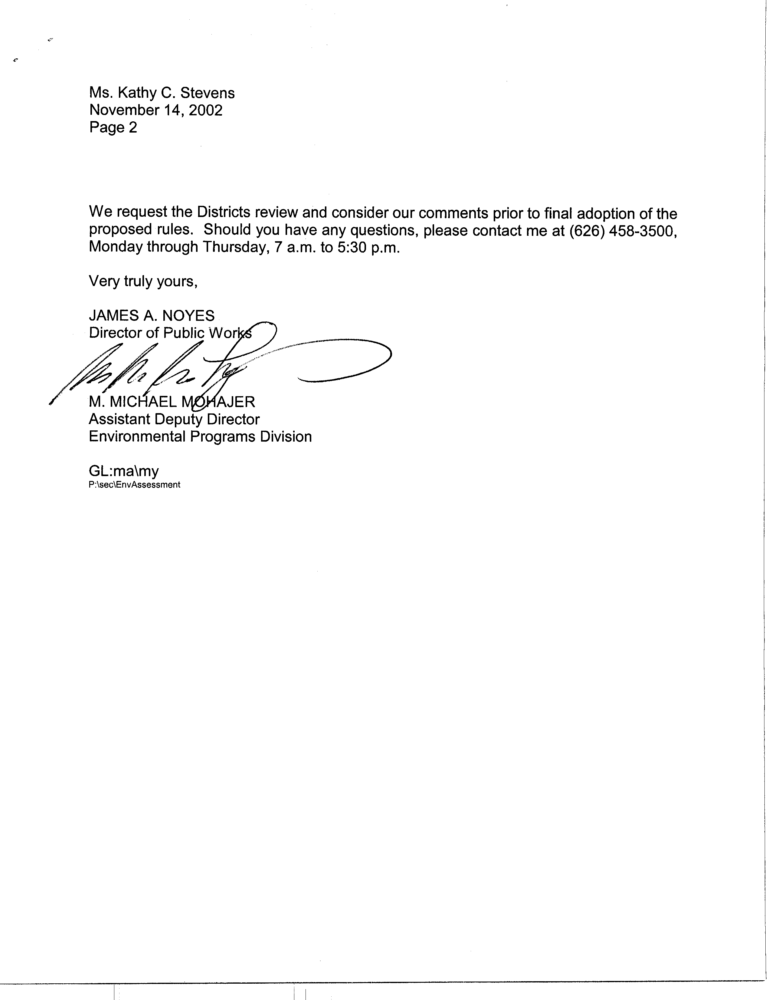 Ms. Kathy C. Stevens
November 14, 2002
Page 2
We request the Districts review and consider our comments prior to final adoption of the
proposed rules. Should you have any questions, please contact me at (626) 458-3500,
Monday through Thursday, 7 a.m. to 5:30 p.m.
Very truly yours,
JAMES A. NOYES
Director of Public Works
M. MICHAEL MOHAJER
Assistant Deputy Director
Environmental Programs Division
GL:ma\my
P:\sec\EnvAssessment